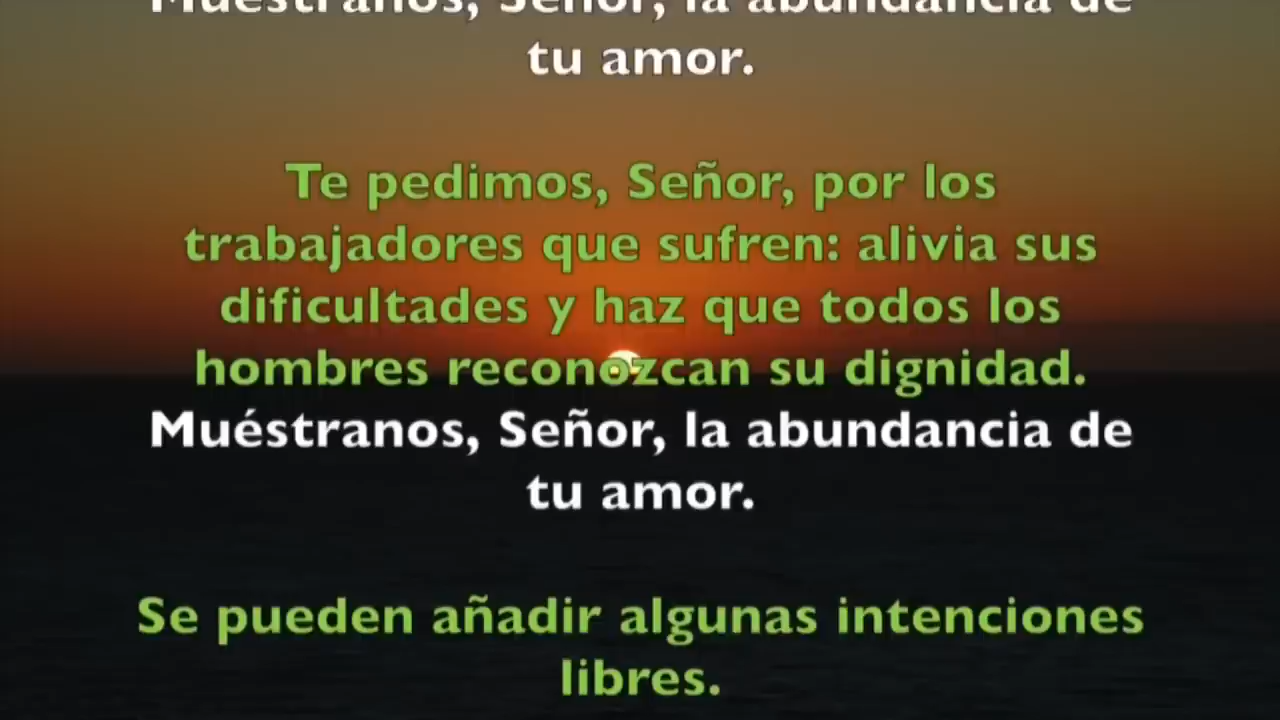 Muéstranos, Señor, la abundancia de
tu amor.
Te pedimos, Señor, por los
trabajadores que sufren: alivia sus
dificultades y haz que todos los
hombres reconozcan su dignidad.
Muéstranos, Señor, la abundancia de
tu amor.
Se pueden añadir algunas intenciones
libres.